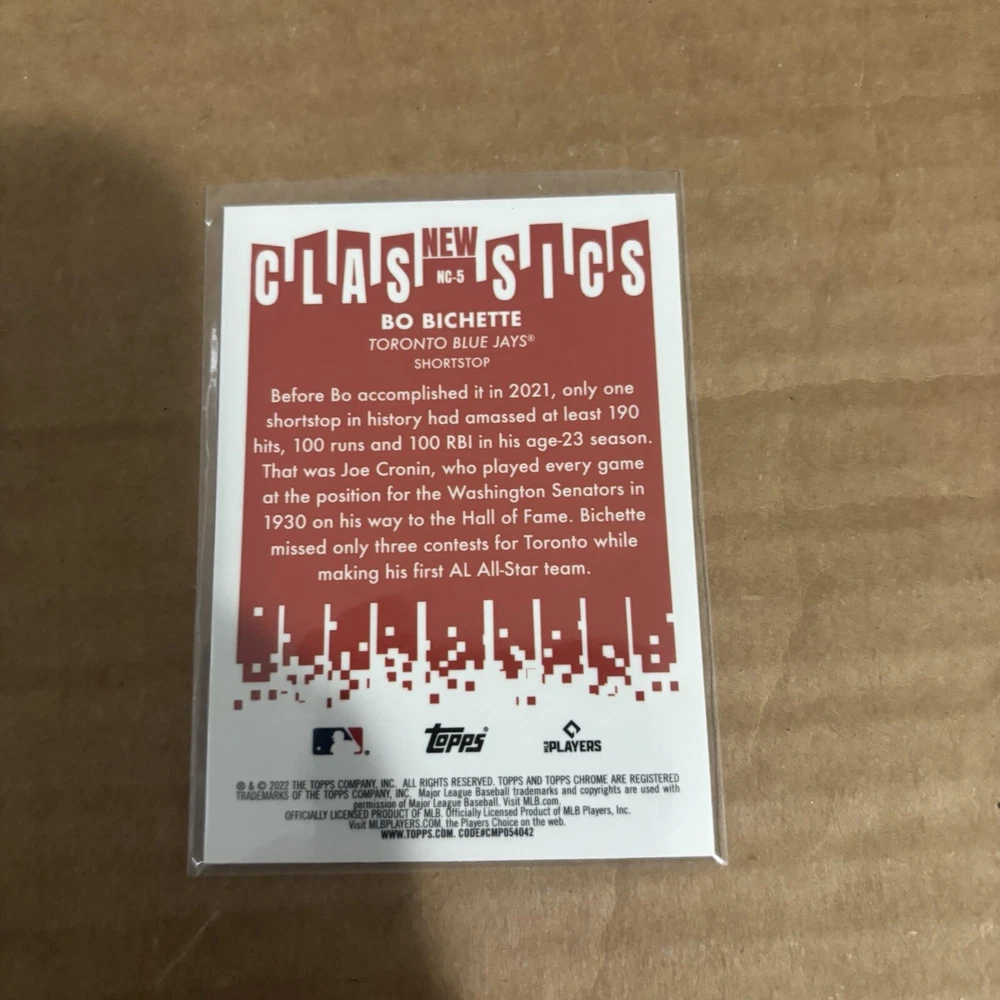 NEW
CLASSICS
NC-5
BO BICHETTE
TORONTO BLUE JAYS®
SHORTSTOP
Before Bo accomplished it in 2021, only one
shortstop in history had amassed at least 190
hits, 100 runs and 100 RBI in his age-23 season.
That was Joe Cronin, who played every game
at the position for the Washington Senators in
1930 on his way to the Hall of Fame. Bichette
missed only three contests for Toronto while
making his first AL All-Star team.
topps®
MLB PLAYERS
® & © 2022 THE TOPPS COMPANY, INC. ALL RIGHTS RESERVED. TOPPS AND TOPPS CHROME ARE REGISTERED
TRADEMARKS OF THE TOPPS COMPANY, INC. Major League Baseball trademarks and copyrights are used with
permission of Major League Baseball. Visit MLB.com.
OFFICIALLY LICENSED PRODUCT OF MLB. Officially Licensed Product of MLB Players, Inc.
Visit MLBPLAYERS.COM, the Players Choice on the web.
WWW.TOPPS.COM. CODE#CMP054042